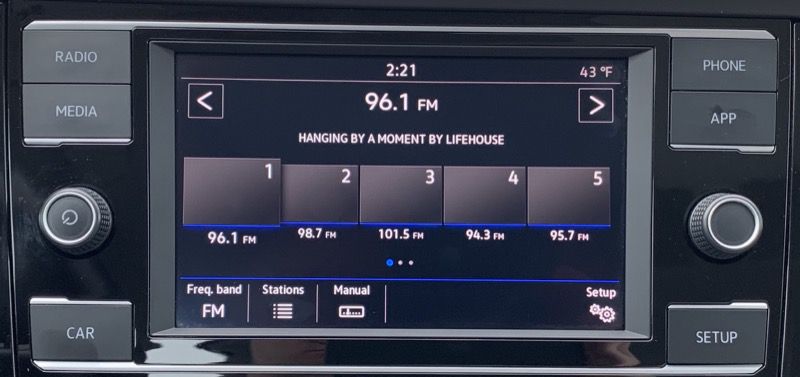 RADIO
MEDIA
CAR
2:21
43 °F
96.1 FM
HANGING BY A MOMENT BY LIFEHOUSE
1 2 3 4 5
96.1 FM 98.7 FM 101.5 FM 94.3 FM 95.7 FM
Freq. band Stations Manual Setup
FM
PHONE
APP
SETUP